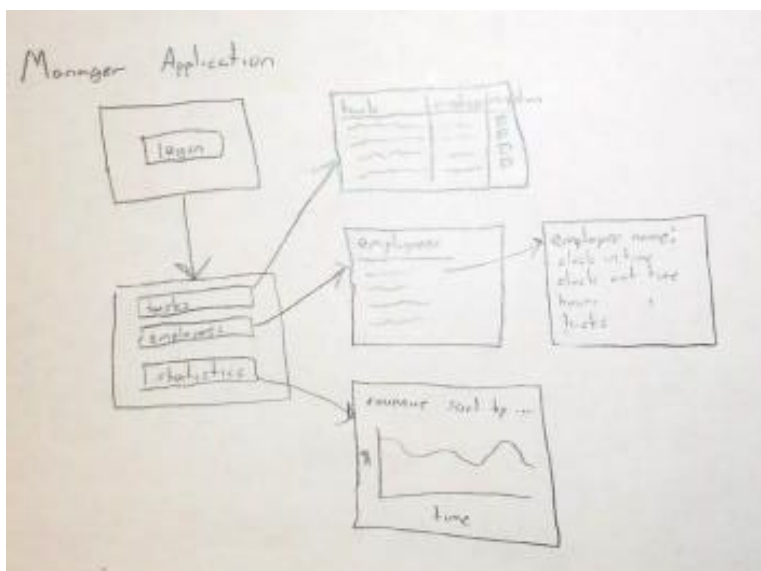 Manager Application
login
tasks
employees
statistics
tasks
employees
employee name:
clock in time
clock out time
hours
tasks
revenue sort by ...
$
time